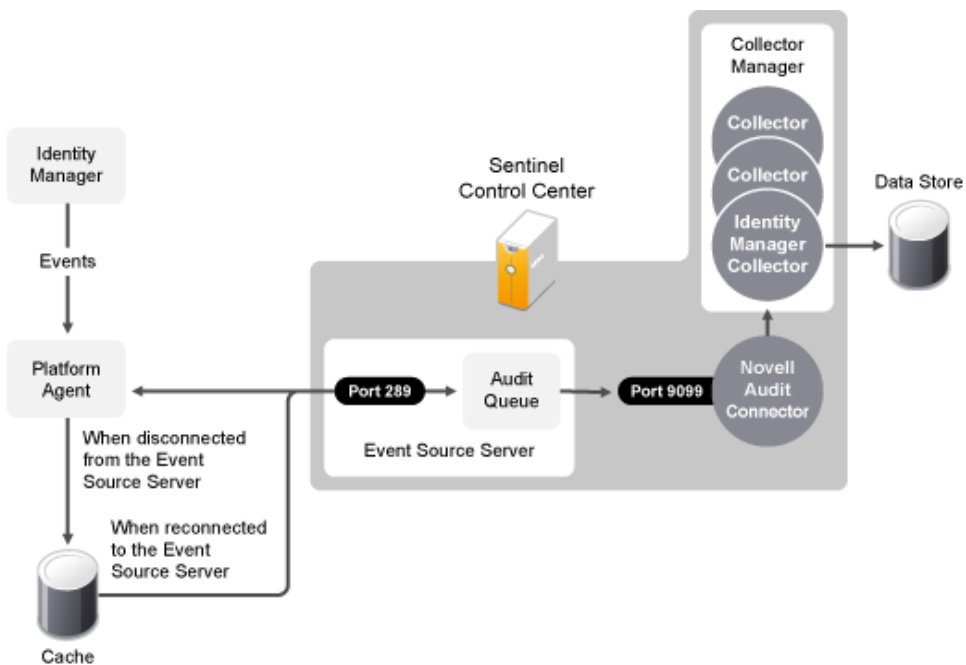 Collector
Manager
Collector
Collector
Identity
Manager
Collector
Data Store
Sentinel
Control Center
Identity
Manager
Events
Platform
Agent
Port 289
Audit
Queue
Event Source Server
Port 9099
Novell
Audit
Connector
When disconnected
from the Event
Source Server
When reconnected
to the Event
Source Server
Cache